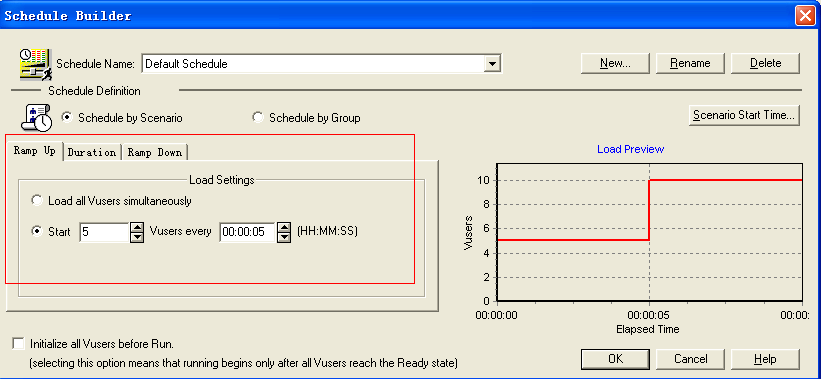 Schedule Builder
Schedule Name: Default Schedule New... Rename Delete
Schedule Definition
Schedule by Scenario Schedule by Group Scenario Start Time...
Ramp Up Duration Ramp Down
Load Settings
Load all Vusers simultaneously
Start 5 Vusers every 00:00:05 (HH:MM:SS)
Load Preview
Vusers
10
8
6
4
2
0
00:00:00 00:00:05 00:00:
Elapsed Time
Initialize all Vusers before Run.
(selecting this option means that running begins only after all Vusers reach the Ready state)
OK Cancel Help